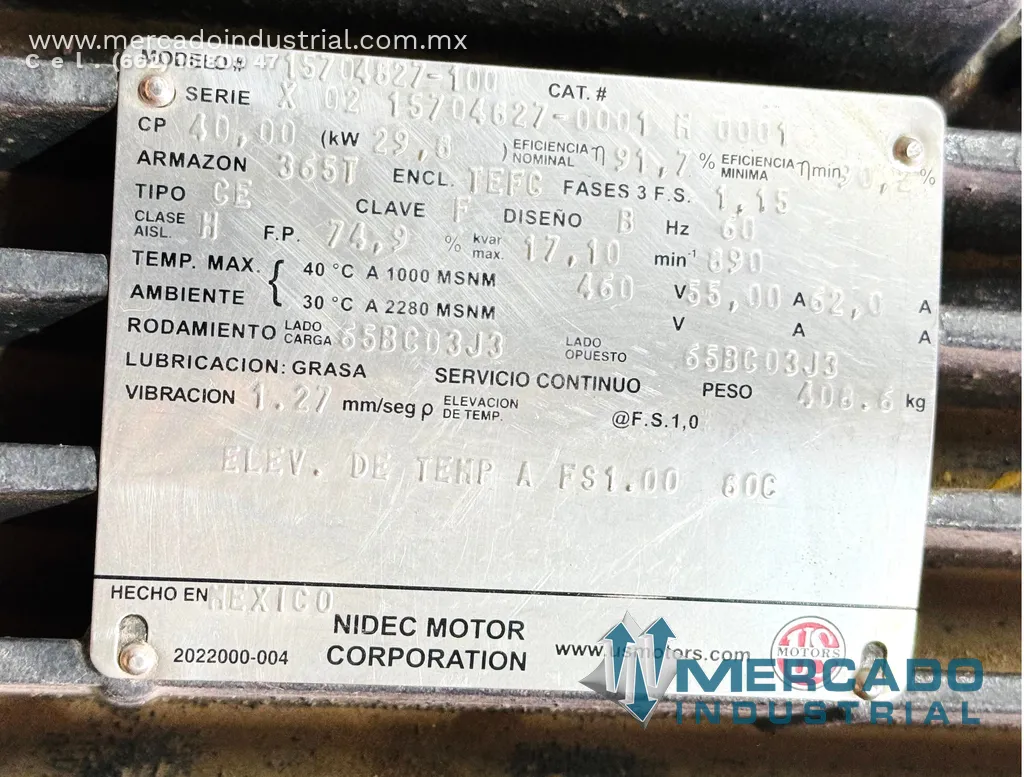 www.mercadoindustrial.com.mx
MODELO # 15704627-100 CAT. #
SERIE X 02 15704627-0001 M 0001
CP 40,00 (kW 29,8 ) EFICIENCIA NOMINAL η 91,7 % EFICIENCIA MINIMA ηmin %
ARMAZON 365T ENCL. TEFC FASES 3 F.S. 1,15
TIPO CE CLAVE F DISEÑO B Hz 60
CLASE AISL. H F.P. 74,9 % kvar max. 17,10 min⁻¹ 890
TEMP. MAX. AMBIENTE { 40 °C A 1000 MSNM 460 V 55,00 A 62,0 A
30 °C A 2280 MSNM V A A
RODAMIENTO LADO CARGA 65BC03J3 LADO OPUESTO 65BC03J3
LUBRICACION: GRASA SERVICIO CONTINUO PESO 408.6 kg
VIBRACION 1.27 mm/seg ρ ELEVACION DE TEMP. @F.S.1,0
ELEV. DE TEMP A FS1.00 60C
HECHO EN MEXICO
2022000-004 NIDEC MOTOR CORPORATION www.usmotors.com US MOTORS
MERCADO
INDUSTRIAL